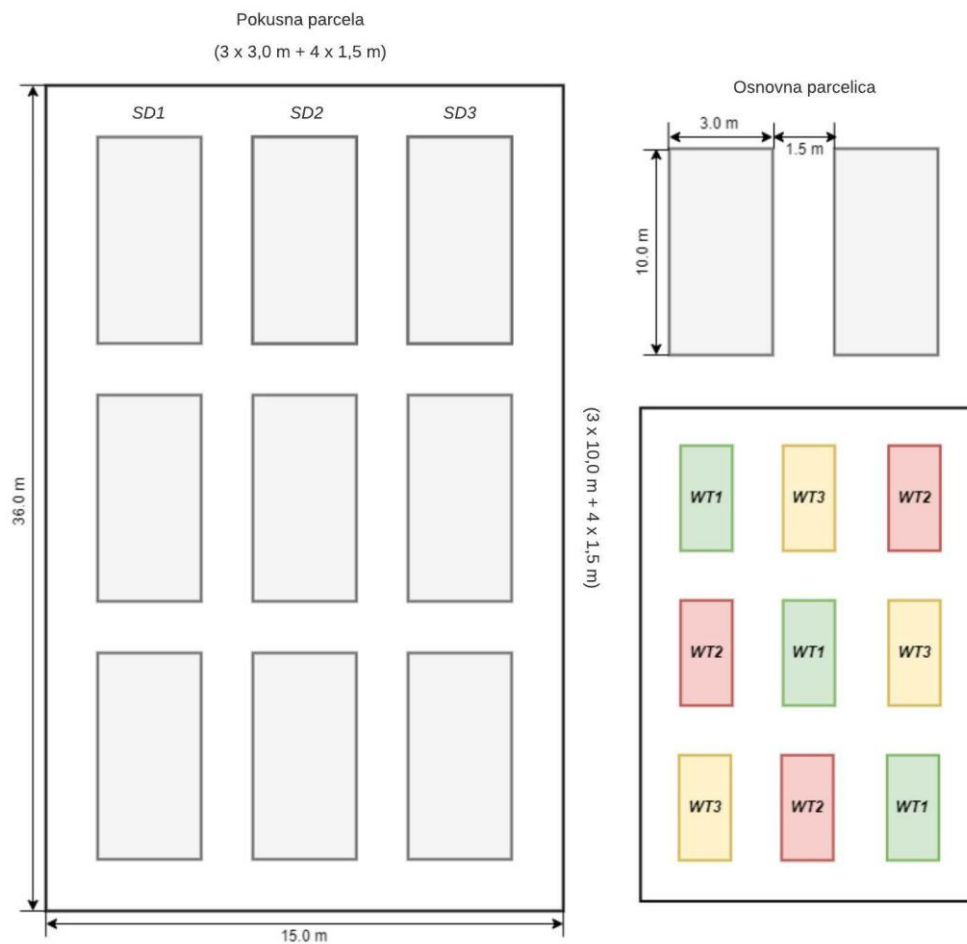 Pokusna parcela
(3 x 3,0 m + 4 x 1,5 m)
SD1
SD2
SD3
36.0 m
15.0 m
(3 x 10,0 m + 4 x 1,5 m)
Osnovna parcelica
3.0 m
1.5 m
10.0 m
WT1
WT3
WT2
WT2
WT1
WT3
WT3
WT2
WT1